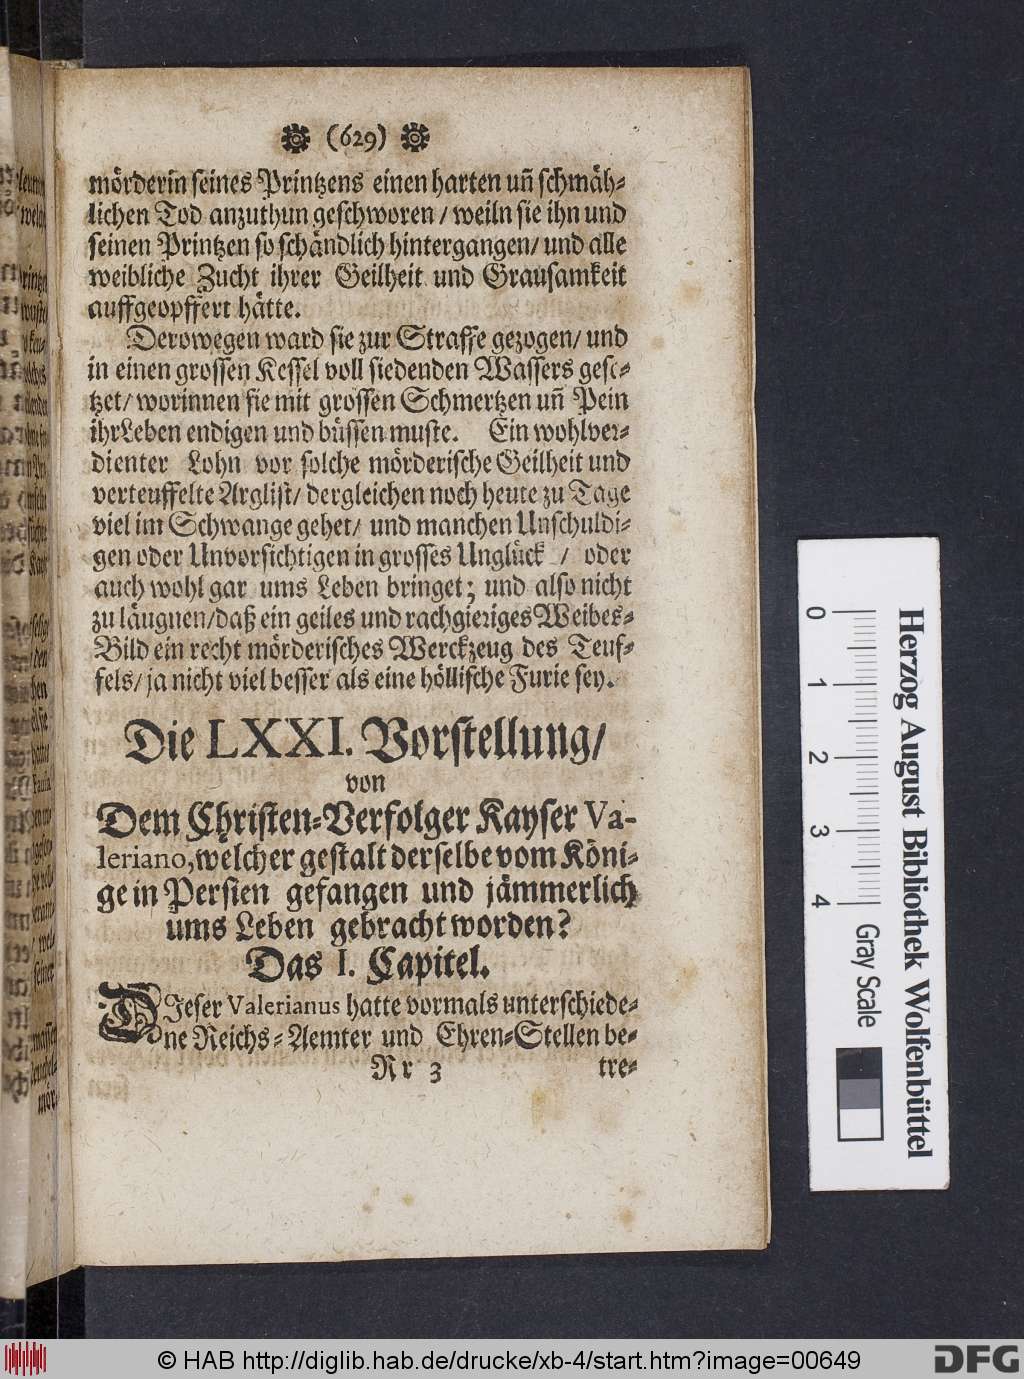 (629)
mörderin seines Printzens einen harten uñ schmäh-
lichen Tod anzuthun geschworen / weiln sie ihn und
seinen Printzen so schändlich hintergangen / und alle
weibliche Zucht ihrer Geilheit und Grausamkeit
auffgeopffert hätte.
Derowegen ward sie zur Straffe gezogen / und
in einen grossen Kessel voll siedenden Wassers gese-
tzet / worinnen sie mit grossen Schmertzen uñ Pein
ihr Leben endigen und büssen muste. Ein wohlver-
dienter Lohn vor solche mörderische Geilheit und
verteuffelte Arglist / dergleichen noch heute zu Tage
viel im Schwange gehet / und manchen Unschuldi-
gen oder Unvorsichtigen in grosses Unglück / oder
auch wohl gar ums Leben bringet; und also nicht
zu läugnen / daß ein geiles und rachgieriges Weibes-
Bild ein recht mörderisches Werckzeug des Teuf-
fels / ja nicht viel besser als eine höllische Furie sey.
Die LXXI. Vorstellung /
von
Dem Christen-Verfolger Kayser Va-
leriano, welcher gestalt derselbe vom Köni-
ge in Persien gefangen und jämmerlich
ums Leben gebracht worden?
Das I. Capitel.
DIeser Valerianus hatte vormals unterschiede-
ne Reichs-Aemter und Ehren-Stellen be-
Rr 3 tre-
0 1 2 3 4
Herzog August Bibliothek Wolfenbüttel
Gray Scale
© HAB http://diglib.hab.de/drucke/xb-4/start.htm?image=00649
DFG